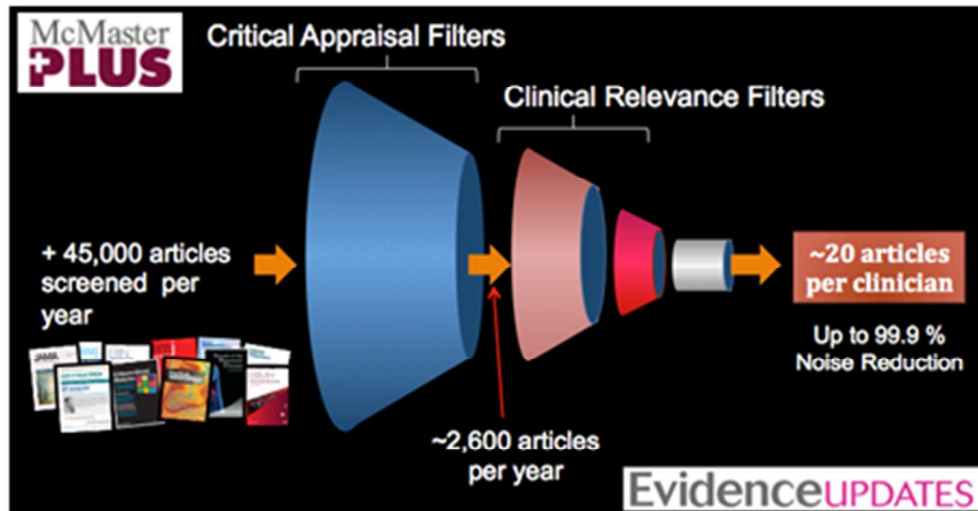 McMaster
PLUS
Critical Appraisal Filters
Clinical Relevance Filters
+ 45,000 articles
screened per
year
~20 articles
per clinician
Up to 99.9 %
Noise Reduction
JAMA
~2,600 articles
per year
EvidenceUPDATES